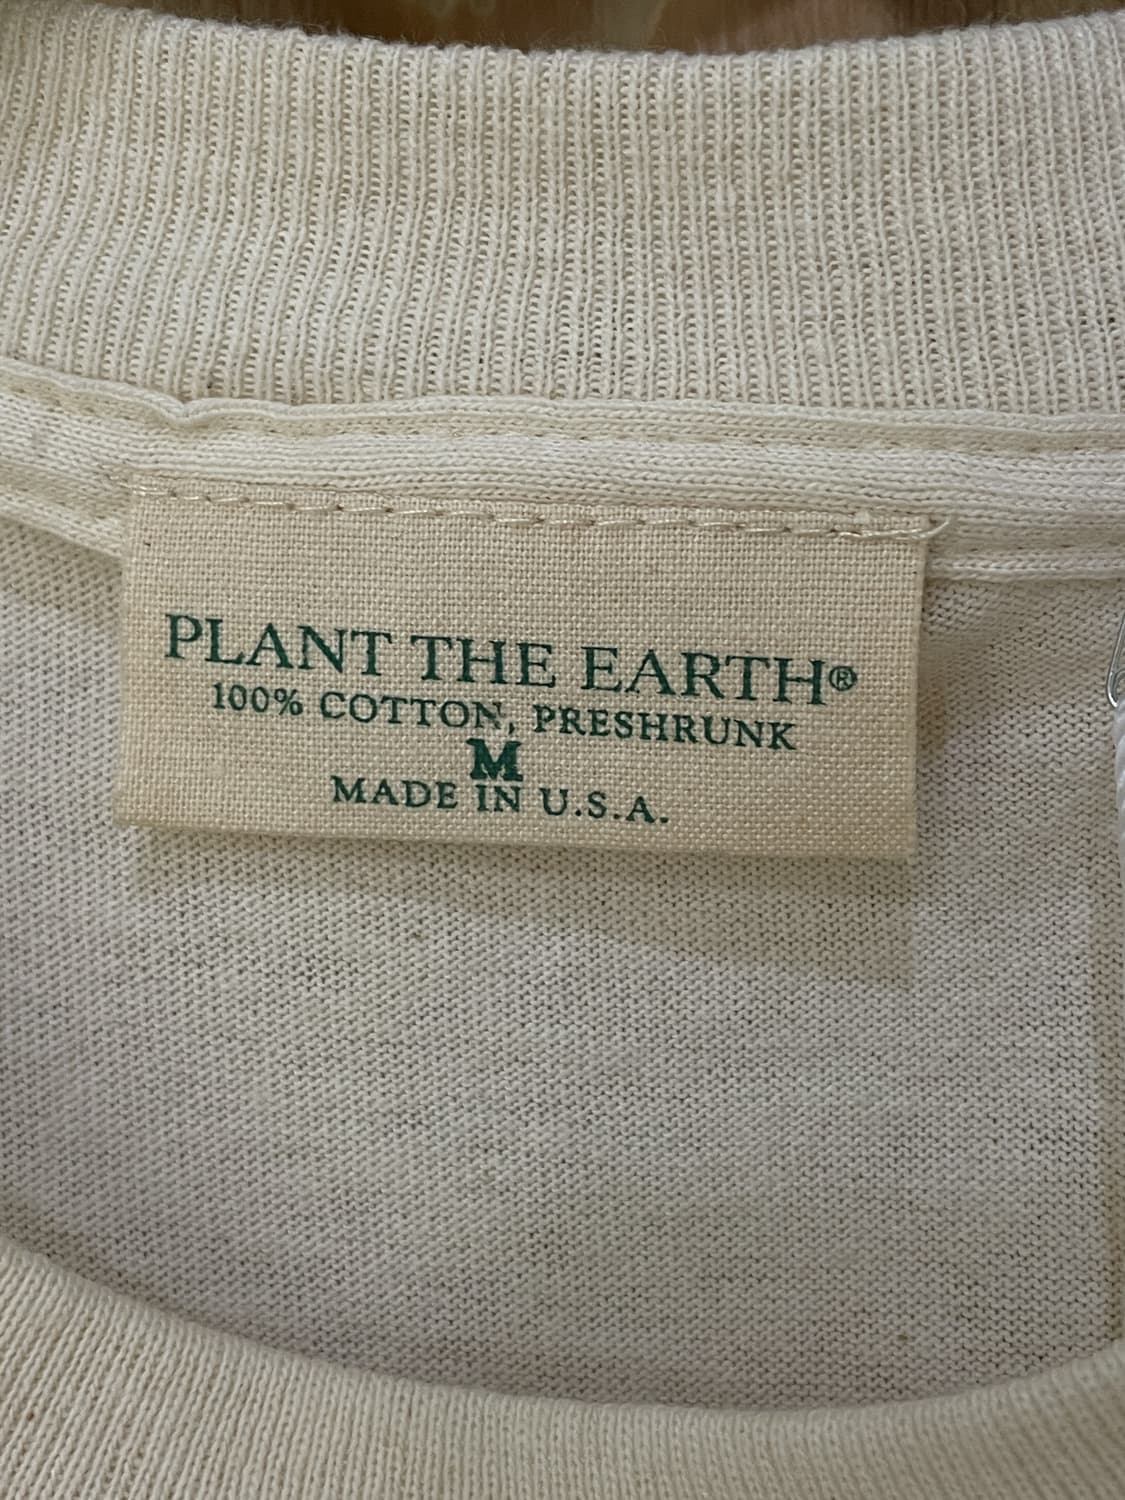 PLANT THE EARTH®
100% COTTON, PRESHRUNK
M
MADE IN U.S.A.